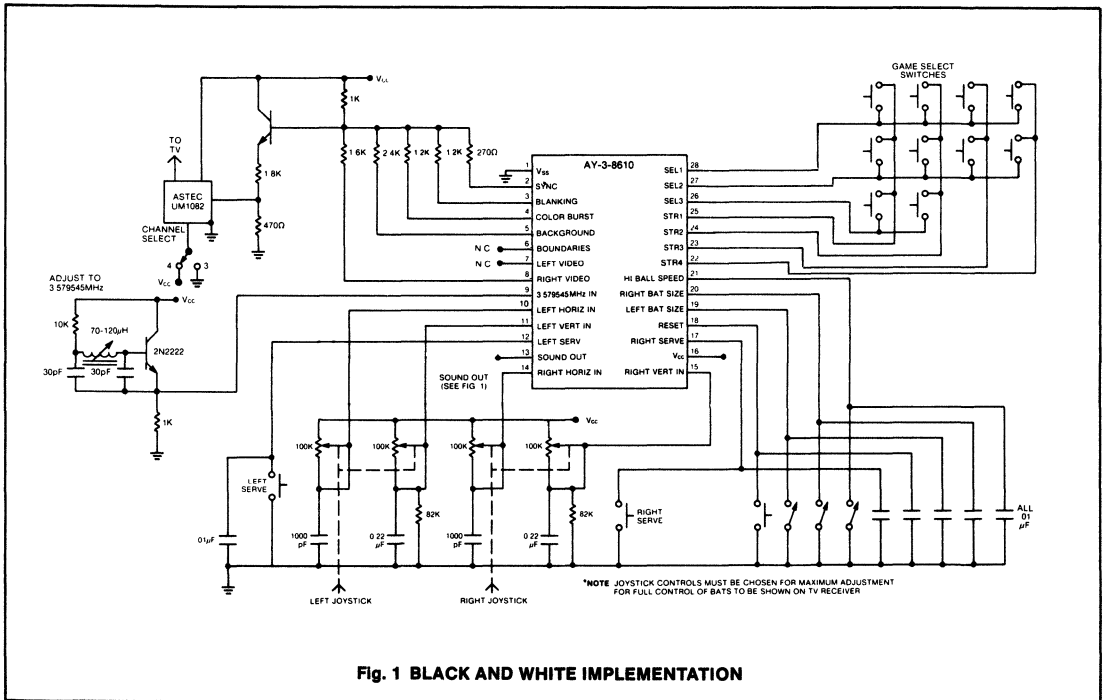 GAME SELECT
SWITCHES
VCC
1K
TO
TV
1 6K
2 4K
1 2K
1 2K
270Ω
1 8K
ASTEC
UM1082
470Ω
CHANNEL
SELECT
4
3
VCC
AY-3-8610
1 VSS
2 SYNC
3 BLANKING
4 COLOR BURST
5 BACKGROUND
N C 6 BOUNDARIES
N C 7 LEFT VIDEO
8 RIGHT VIDEO
9 3 579545MHz IN
10 LEFT HORIZ IN
11 LEFT VERT IN
12 LEFT SERV
13 SOUND OUT
14 RIGHT HORIZ IN
SEL1 28
SEL2 27
SEL3 26
STR1 25
STR2 24
STR3 23
STR4 22
HI BALL SPEED 21
RIGHT BAT SIZE 20
LEFT BAT SIZE 19
RESET 18
RIGHT SERVE 17
VCC 16
RIGHT VERT IN 15
SOUND OUT
(SEE FIG 1)
ADJUST TO
3 579545MHz
VCC
10K
70-120μH
2N2222
30pF
30pF
1K
VCC
100K
100K
100K
100K
LEFT
SERVE
82K
82K
RIGHT
SERVE
01μF
1000
pF
0 22
μF
1000
pF
0 22
μF
ALL
01
μF
LEFT JOYSTICK
RIGHT JOYSTICK
*NOTE JOYSTICK CONTROLS MUST BE CHOSEN FOR MAXIMUM ADJUSTMENT
FOR FULL CONTROL OF BATS TO BE SHOWN ON TV RECEIVER
Fig. 1 BLACK AND WHITE IMPLEMENTATION